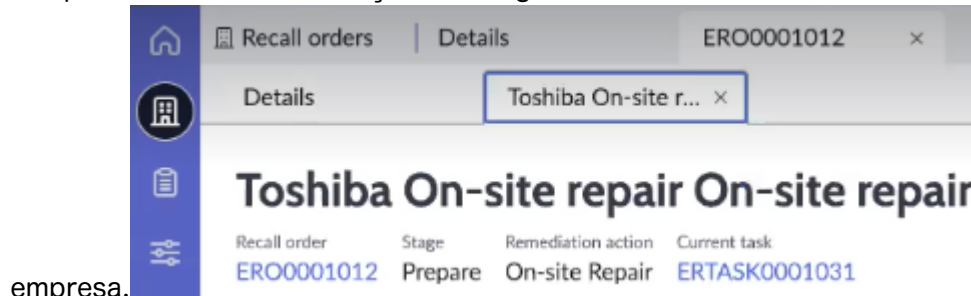 Recall orders Details ERO0001012 ×
Details Toshiba On-site r... ×
Toshiba On-site repair On-site repair
Recall order Stage Remediation action Current task
ERO0001012 Prepare On-site Repair ERTASK0001031
empresa.